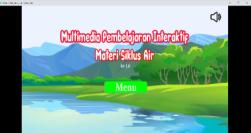 Multimedia Pembelajaran Interaktif
Materi Siklus Air
Menu